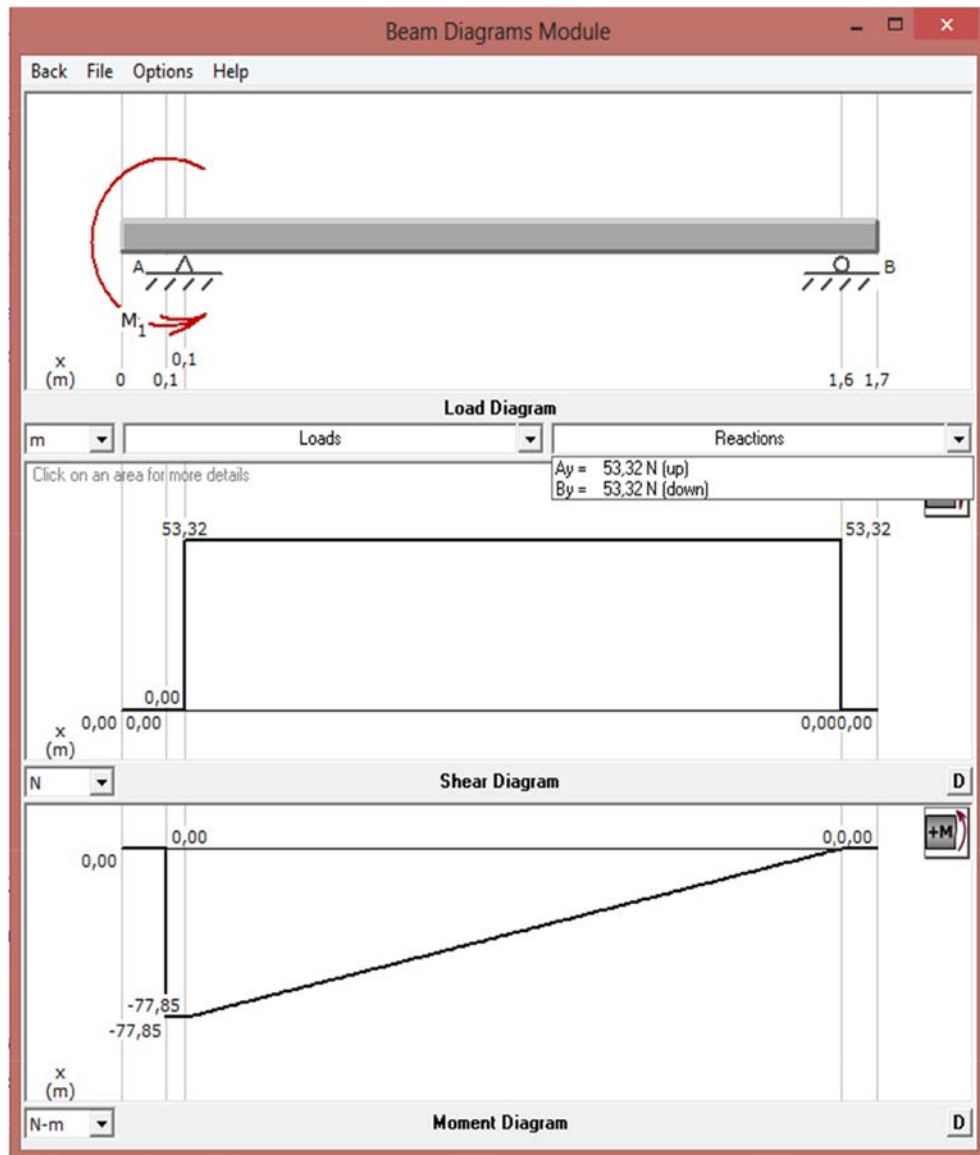 Beam Diagrams Module
Back File Options Help
A
B
M1
0,1
x
(m) 0 0,1 1,6 1,7
Load Diagram
m Loads Reactions
Click on an area for more details
Ay = 53,32 N (up)
By = 53,32 N (down)
53,32 53,32
0,00
0,00 0,00 0,000,00
x
(m)
N Shear Diagram D
0,00 0,0,00
+M
0,00
-77,85
-77,85
x
(m)
N-m Moment Diagram D